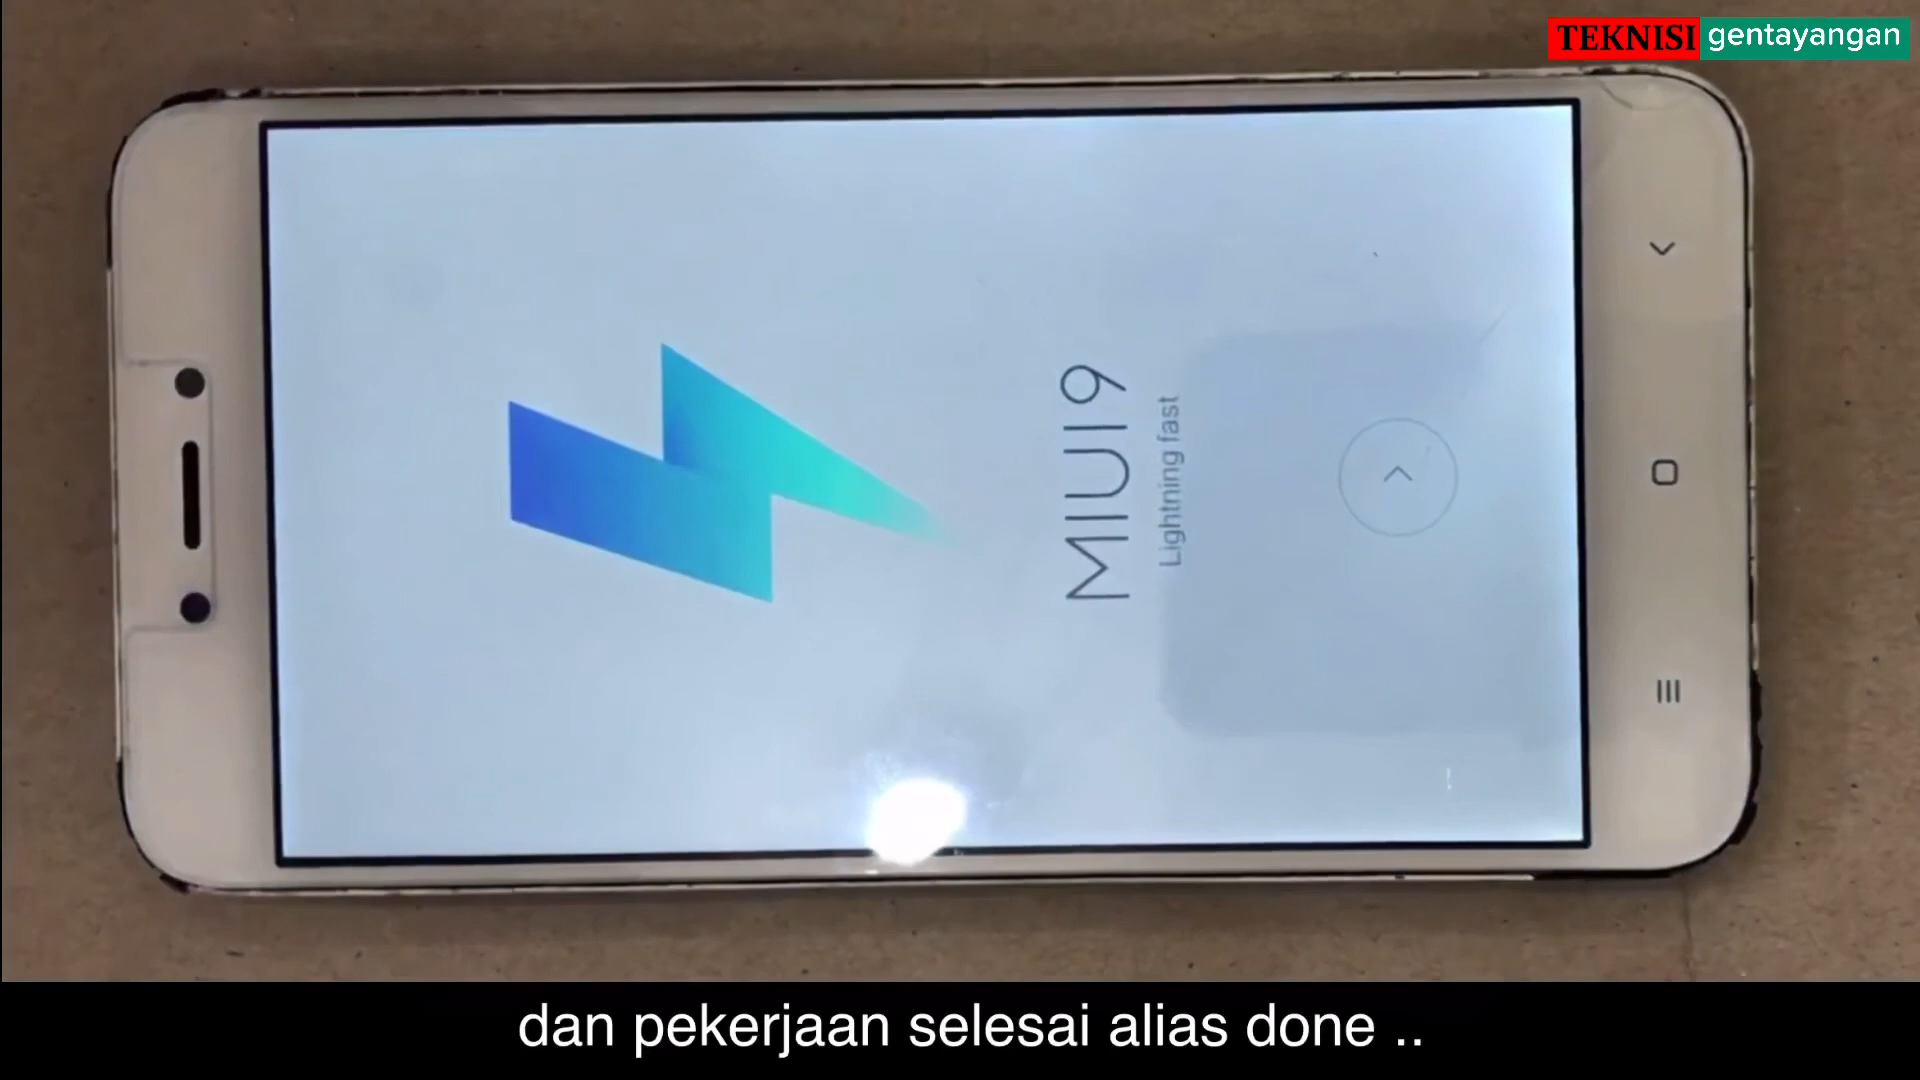 TEKNISI gentayangan
MIUI9
Lightning fast
dan pekerjaan selesai alias done ..